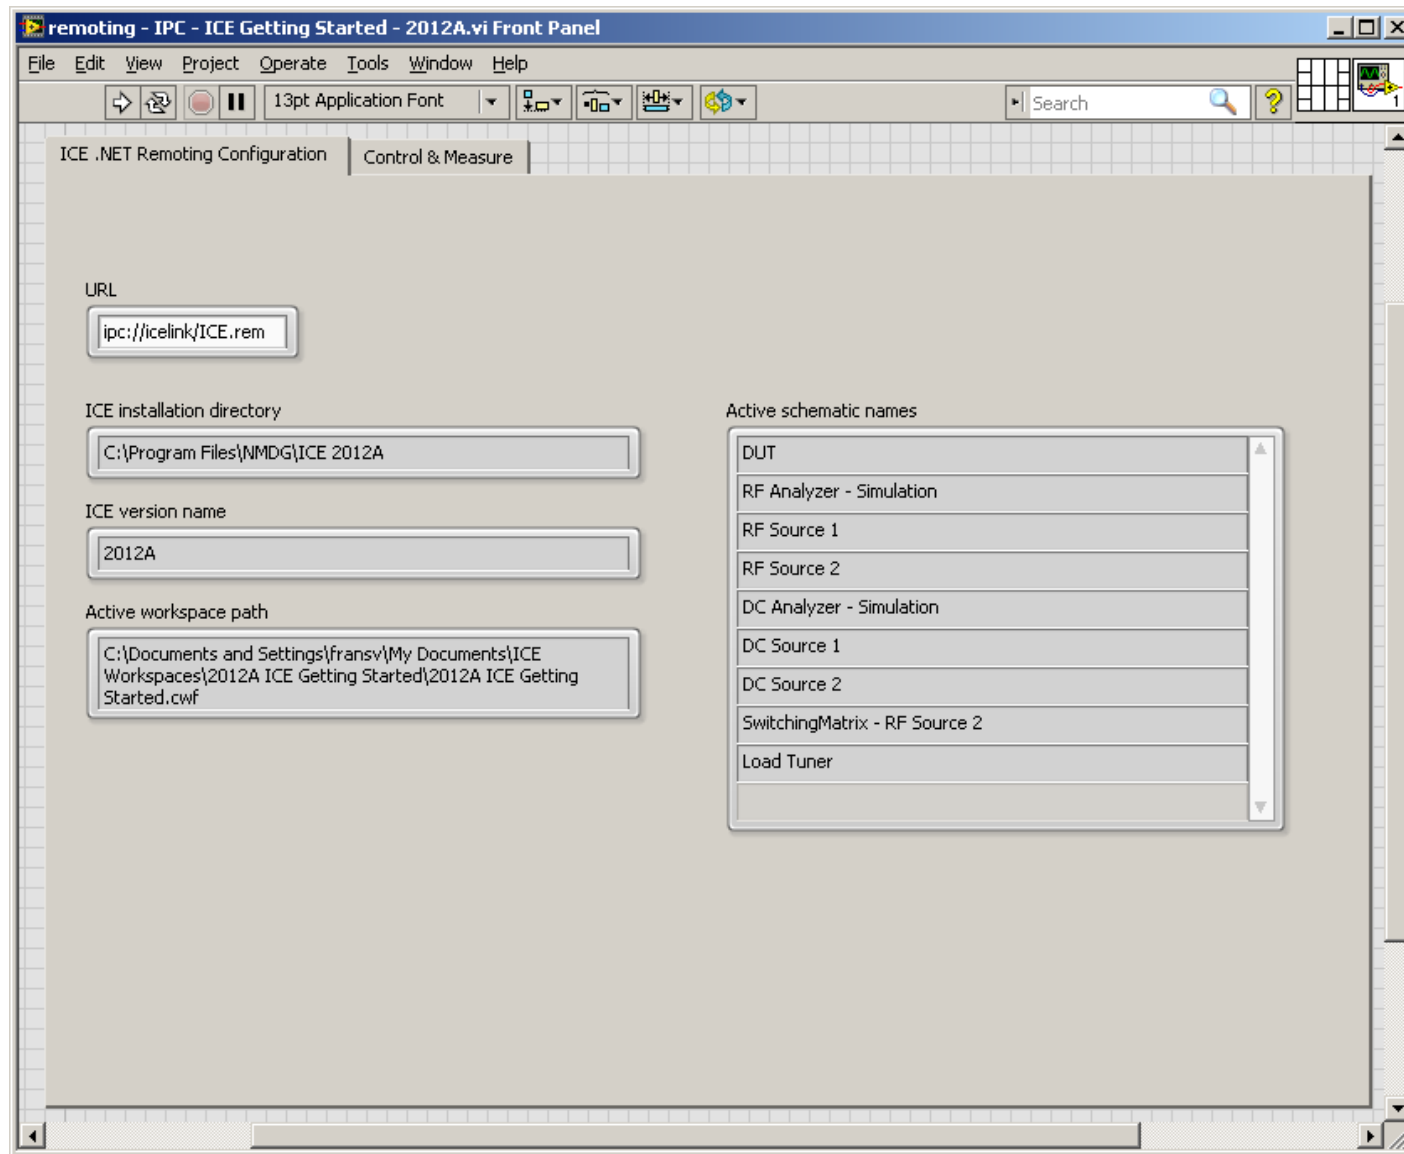 remoting - IPC - ICE Getting Started - 2012A.vi Front Panel
File Edit View Project Operate Tools Window Help
13pt Application Font
Search
?
1
ICE .NET Remoting Configuration
Control & Measure
URL
ipc://icelink/ICE.rem
ICE installation directory
C:\Program Files\NMDG\ICE 2012A
ICE version name
2012A
Active workspace path
C:\Documents and Settings\fransv\My Documents\ICE
Workspaces\2012A ICE Getting Started\2012A ICE Getting
Started.cwf
Active schematic names
DUT
RF Analyzer - Simulation
RF Source 1
RF Source 2
DC Analyzer - Simulation
DC Source 1
DC Source 2
SwitchingMatrix - RF Source 2
Load Tuner